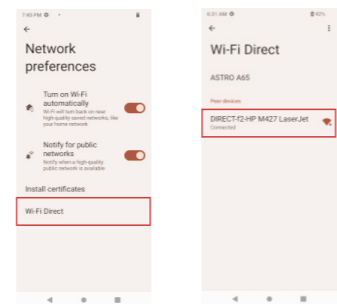 7:03 PM
Network
preferences
Turn on Wi-Fi
automatically
Wi-Fi will turn back on near
high-quality saved networks, like
your home network
Notify for public
networks
Notify when a high-quality
public network is available
Install certificates
Wi-Fi Direct
6:31 AM
92%
Wi-Fi Direct
ASTRO A65
Peer devices
DIRECT-f2-HP M427 LaserJet
Connected